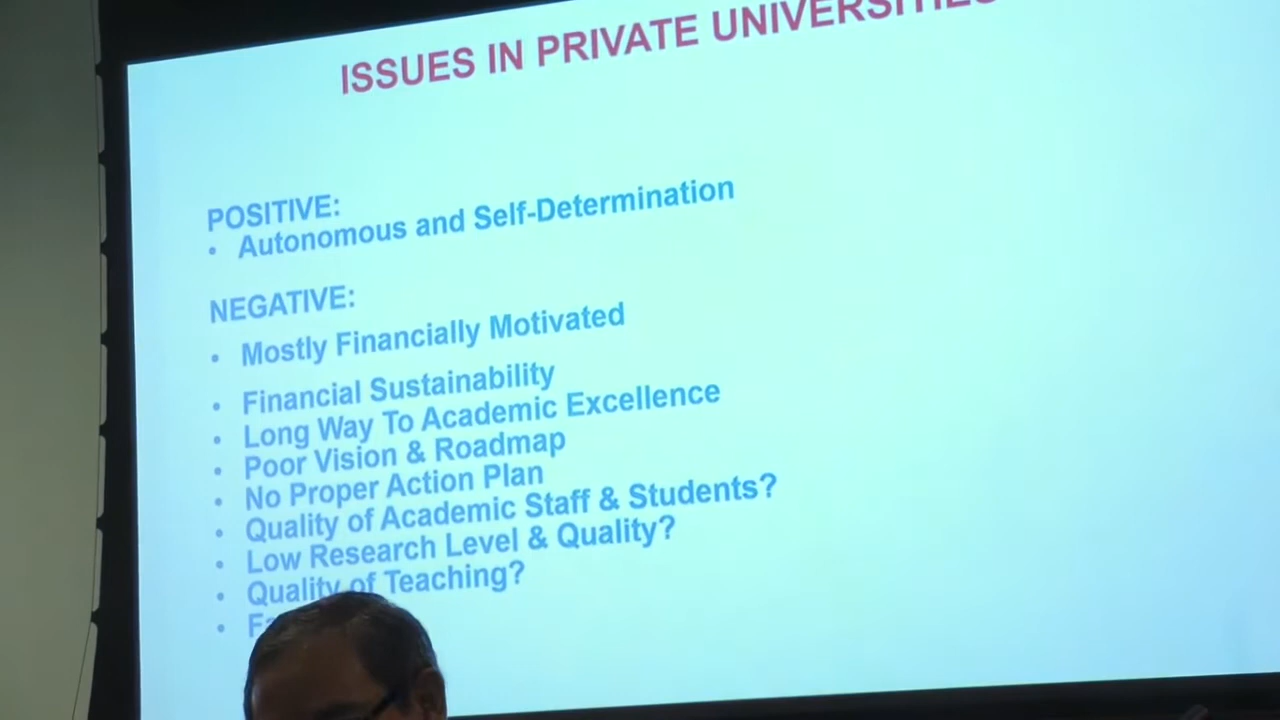 ISSUES IN PRIVATE UNIVERSITIES
POSITIVE:
• Autonomous and Self-Determination
NEGATIVE:
• Mostly Financially Motivated
• Financial Sustainability
• Long Way To Academic Excellence
• Poor Vision & Roadmap
• No Proper Action Plan
• Quality of Academic Staff & Students?
• Low Research Level & Quality?
• Quality of Teaching?
•